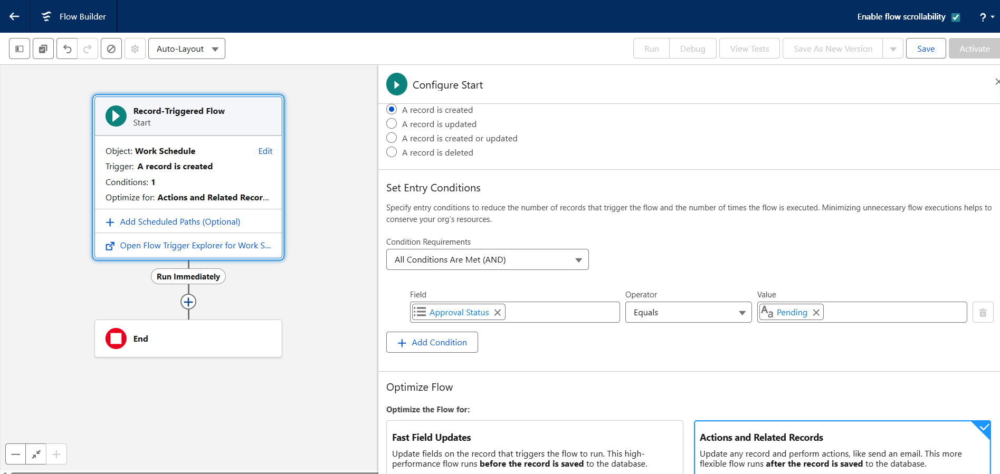 Flow Builder
Enable flow scrollability
?
Auto-Layout
Run
Debug
View Tests
Save As New Version
Save
Activate
Record-Triggered Flow
Start
Object: Work Schedule
Edit
Trigger: A record is created
Conditions: 1
Optimize for: Actions and Related Recor...
Add Scheduled Paths (Optional)
Open Flow Trigger Explorer for Work S...
Run Immediately
End
Configure Start
A record is created
A record is updated
A record is created or updated
A record is deleted
Set Entry Conditions
Specify entry conditions to reduce the number of records that trigger the flow and the number of times the flow is executed. Minimizing unnecessary flow executions helps to
conserve your org's resources.
Condition Requirements
All Conditions Are Met (AND)
Field
Operator
Value
Approval Status
Equals
Aa Pending
Add Condition
Optimize Flow
Optimize the Flow for:
Fast Field Updates
Update fields on the record that triggers the flow to run. This high-
performance flow runs before the record is saved to the database.
Actions and Related Records
Update any record and perform actions, like send an email. This more
flexible flow runs after the record is saved to the database.